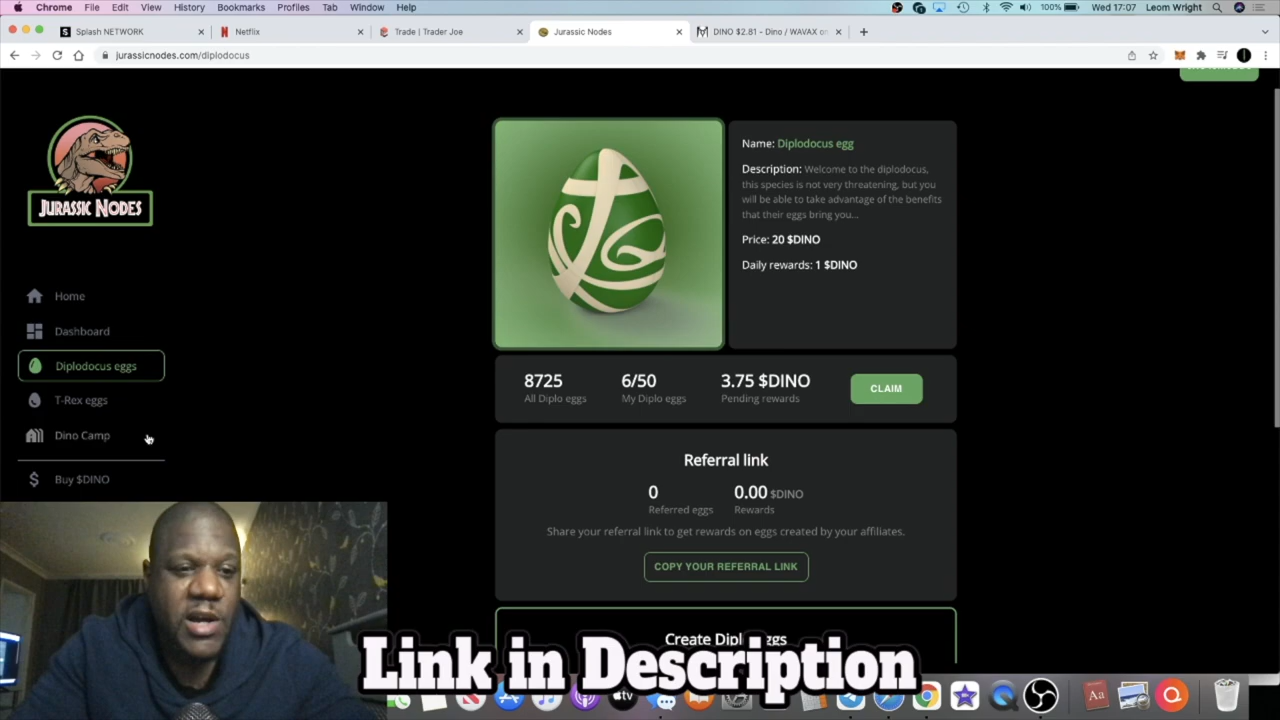 Chrome File Edit View History Bookmarks Profiles Tab Window Help 100% Wed 17:07 Leom Wright
Splash NETWORK Netflix Trade | Trader Joe Jurassic Nodes DINO $2.81 - Dino / WAVAX on
jurassicnodes.com/diplodocus
JURASSIC NODES
Home
Dashboard
Diplodocus eggs
T-Rex eggs
Dino Camp
Buy $DINO
Name: Diplodocus egg
Description: Welcome to the diplodocus,
this species is not very threatening, but you
will be able to take advantage of the benefits
that their eggs bring you...
Price: 20 $DINO
Daily rewards: 1 $DINO
8725 6/50 3.75 $DINO CLAIM
All Diplo eggs My Diplo eggs Pending rewards
Referral link
0 0.00 $DINO
Referred eggs Rewards
Share your referral link to get rewards on eggs created by your affiliates.
COPY YOUR REFERRAL LINK
Create Diplo eggs
Link in Description
tv Aa